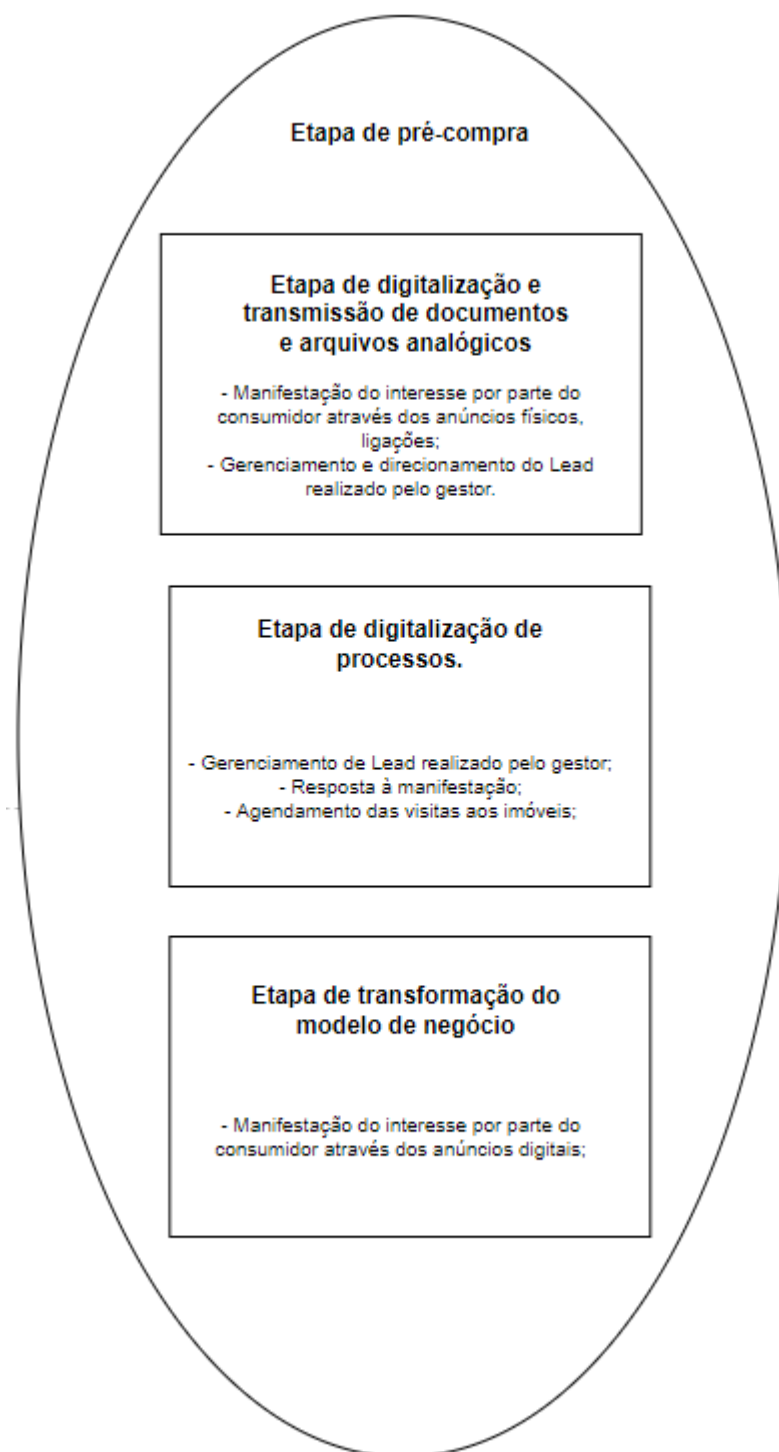 Etapa de pré-compra
Etapa de digitalização e
transmissão de documentos
e arquivos analógicos
- Manifestação do interesse por parte do
consumidor através dos anúncios físicos,
ligações;
- Gerenciamento e direcionamento do Lead
realizado pelo gestor.
Etapa de digitalização de
processos.
- Gerenciamento de Lead realizado pelo gestor;
- Resposta à manifestação;
- Agendamento das visitas aos imóveis;
Etapa de transformação do
modelo de negócio
- Manifestação do interesse por parte do
consumidor através dos anúncios digitais;